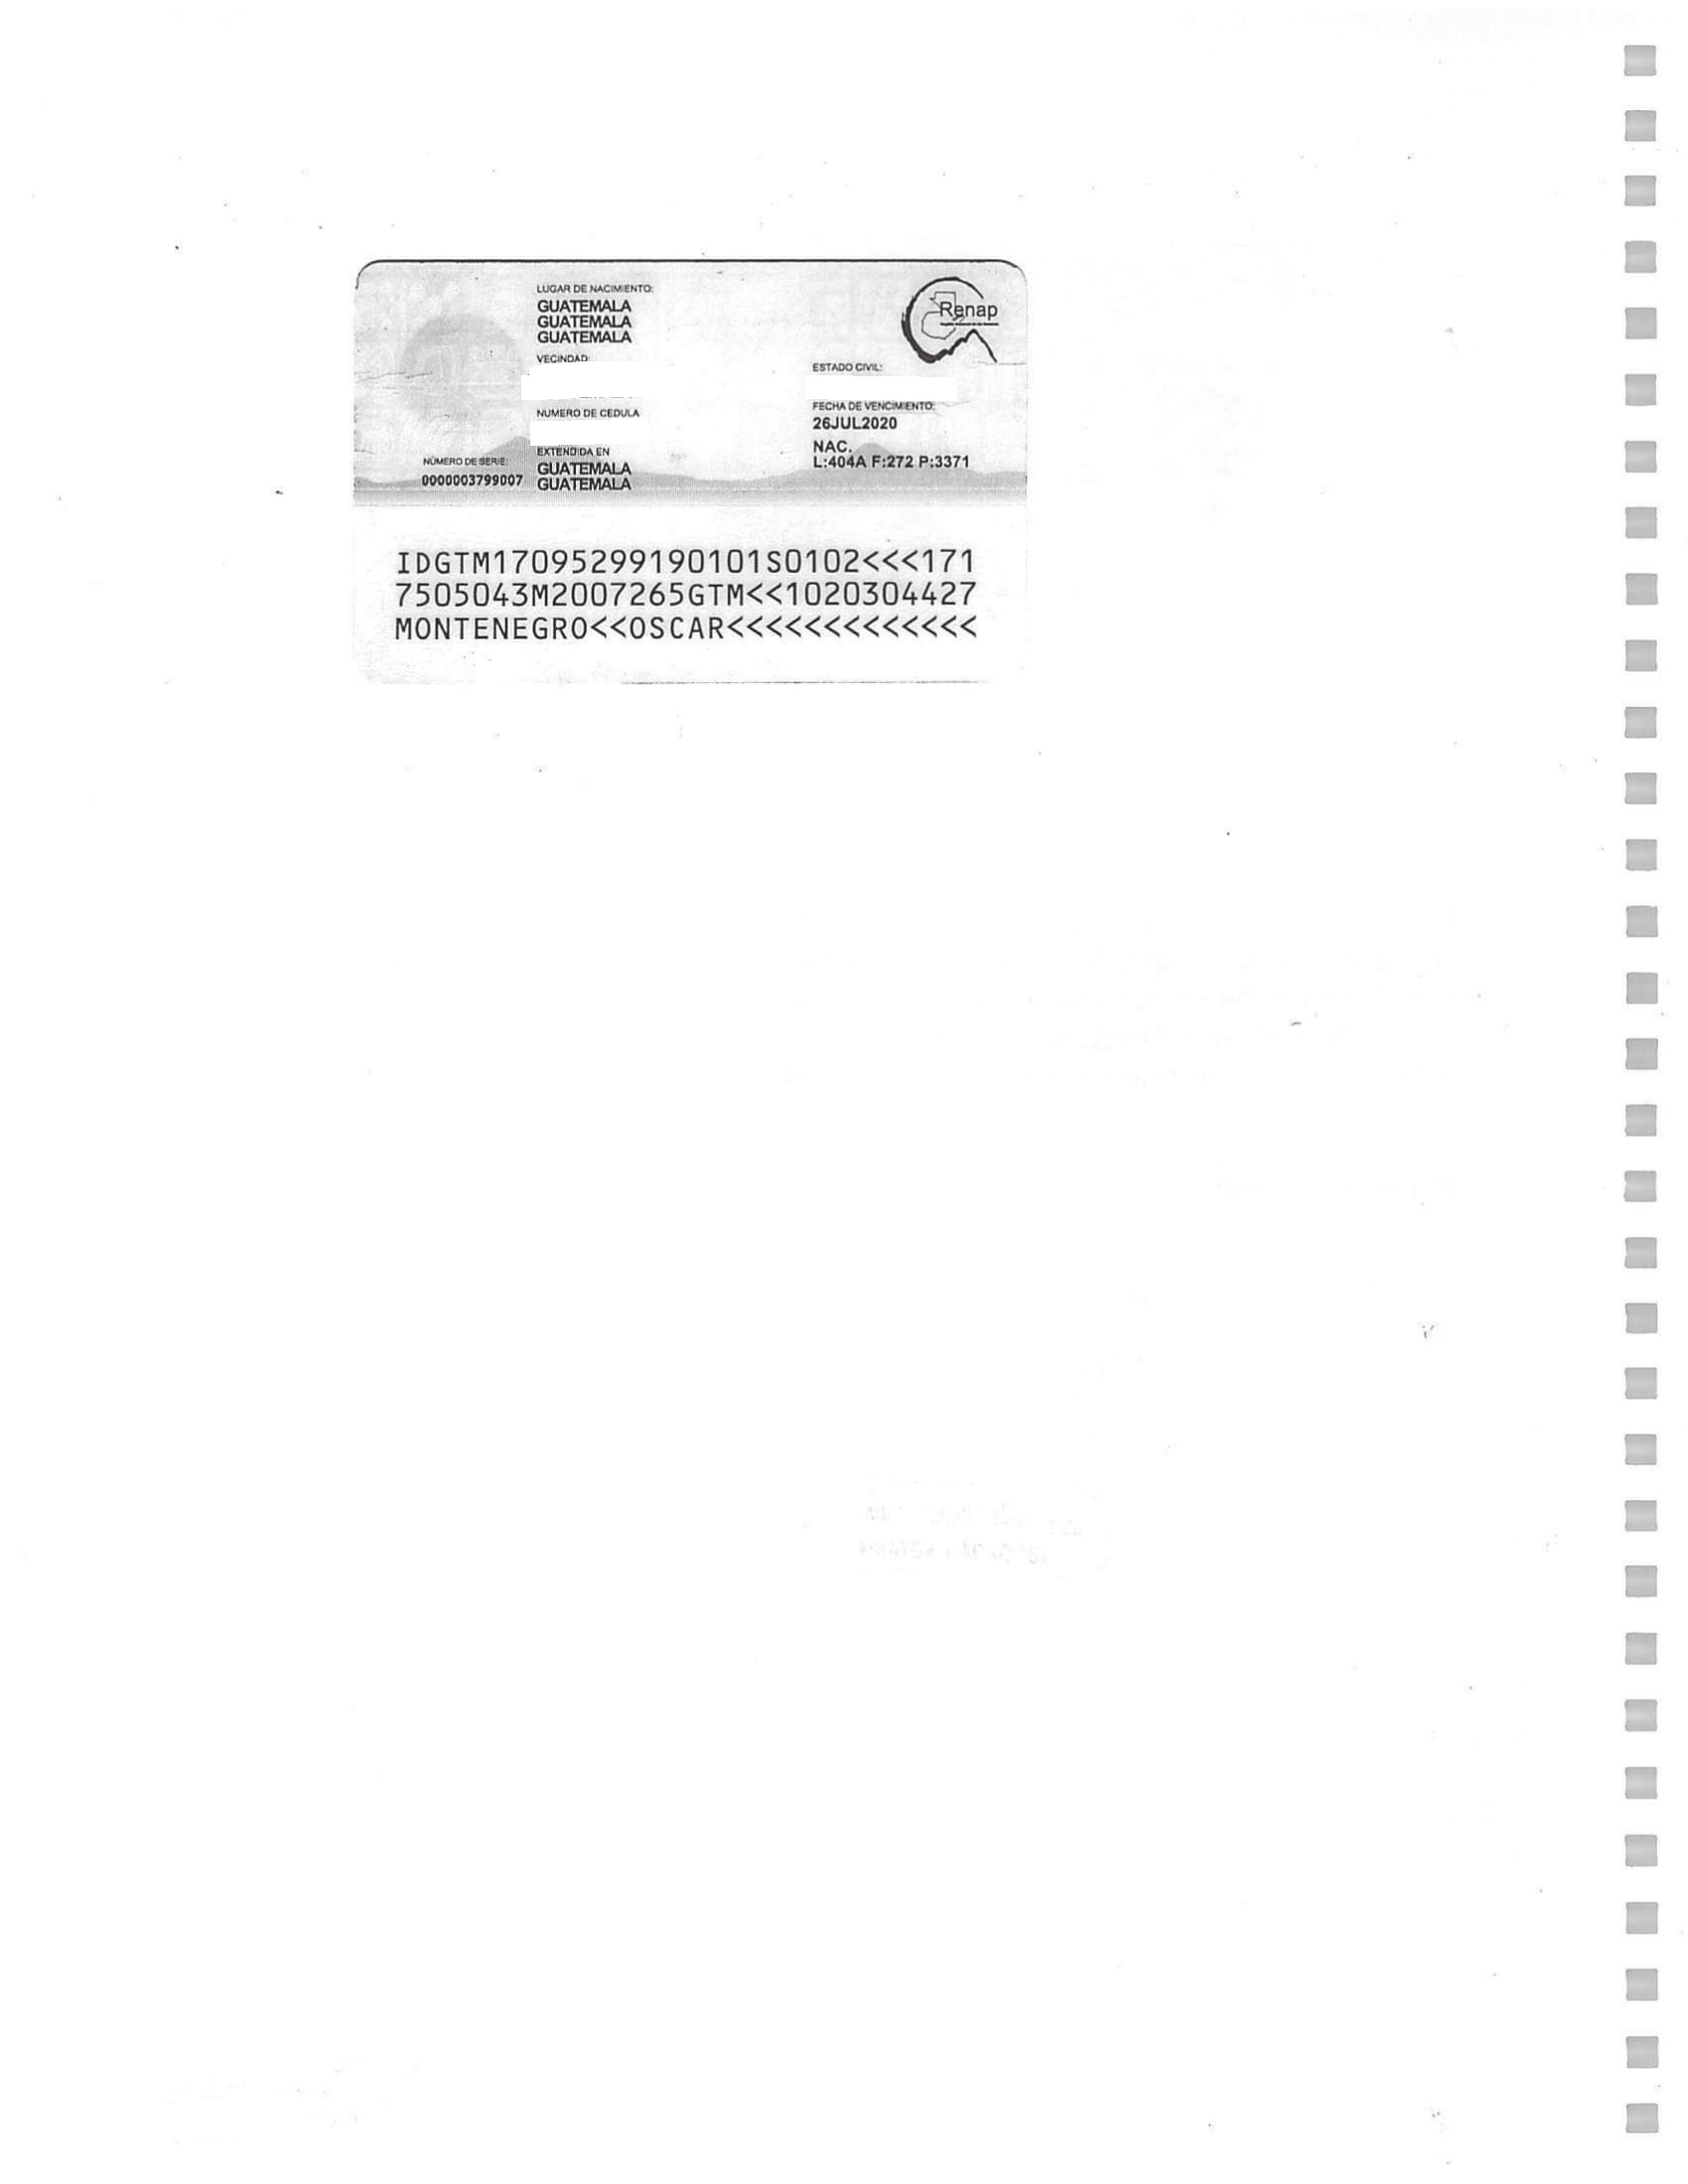 LUGAR DE NACIMIENTO:
GUATEMALA
GUATEMALA
GUATEMALA
VECINDAD:
NUMERO DE CEDULA
EXTENDIDA EN
GUATEMALA
GUATEMALA
NÚMERO DE SERIE:
0000003799007
Renap
ESTADO CIVIL:
FECHA DE VENCIMIENTO:
26JUL2020
NAC.
L:404A F:272 P:3371
IDGTM17095299190101S0102<<<171
7505043M2007265GTM<<1020304427
MONTENEGRO<<OSCAR<<<<<<<<<<<<<